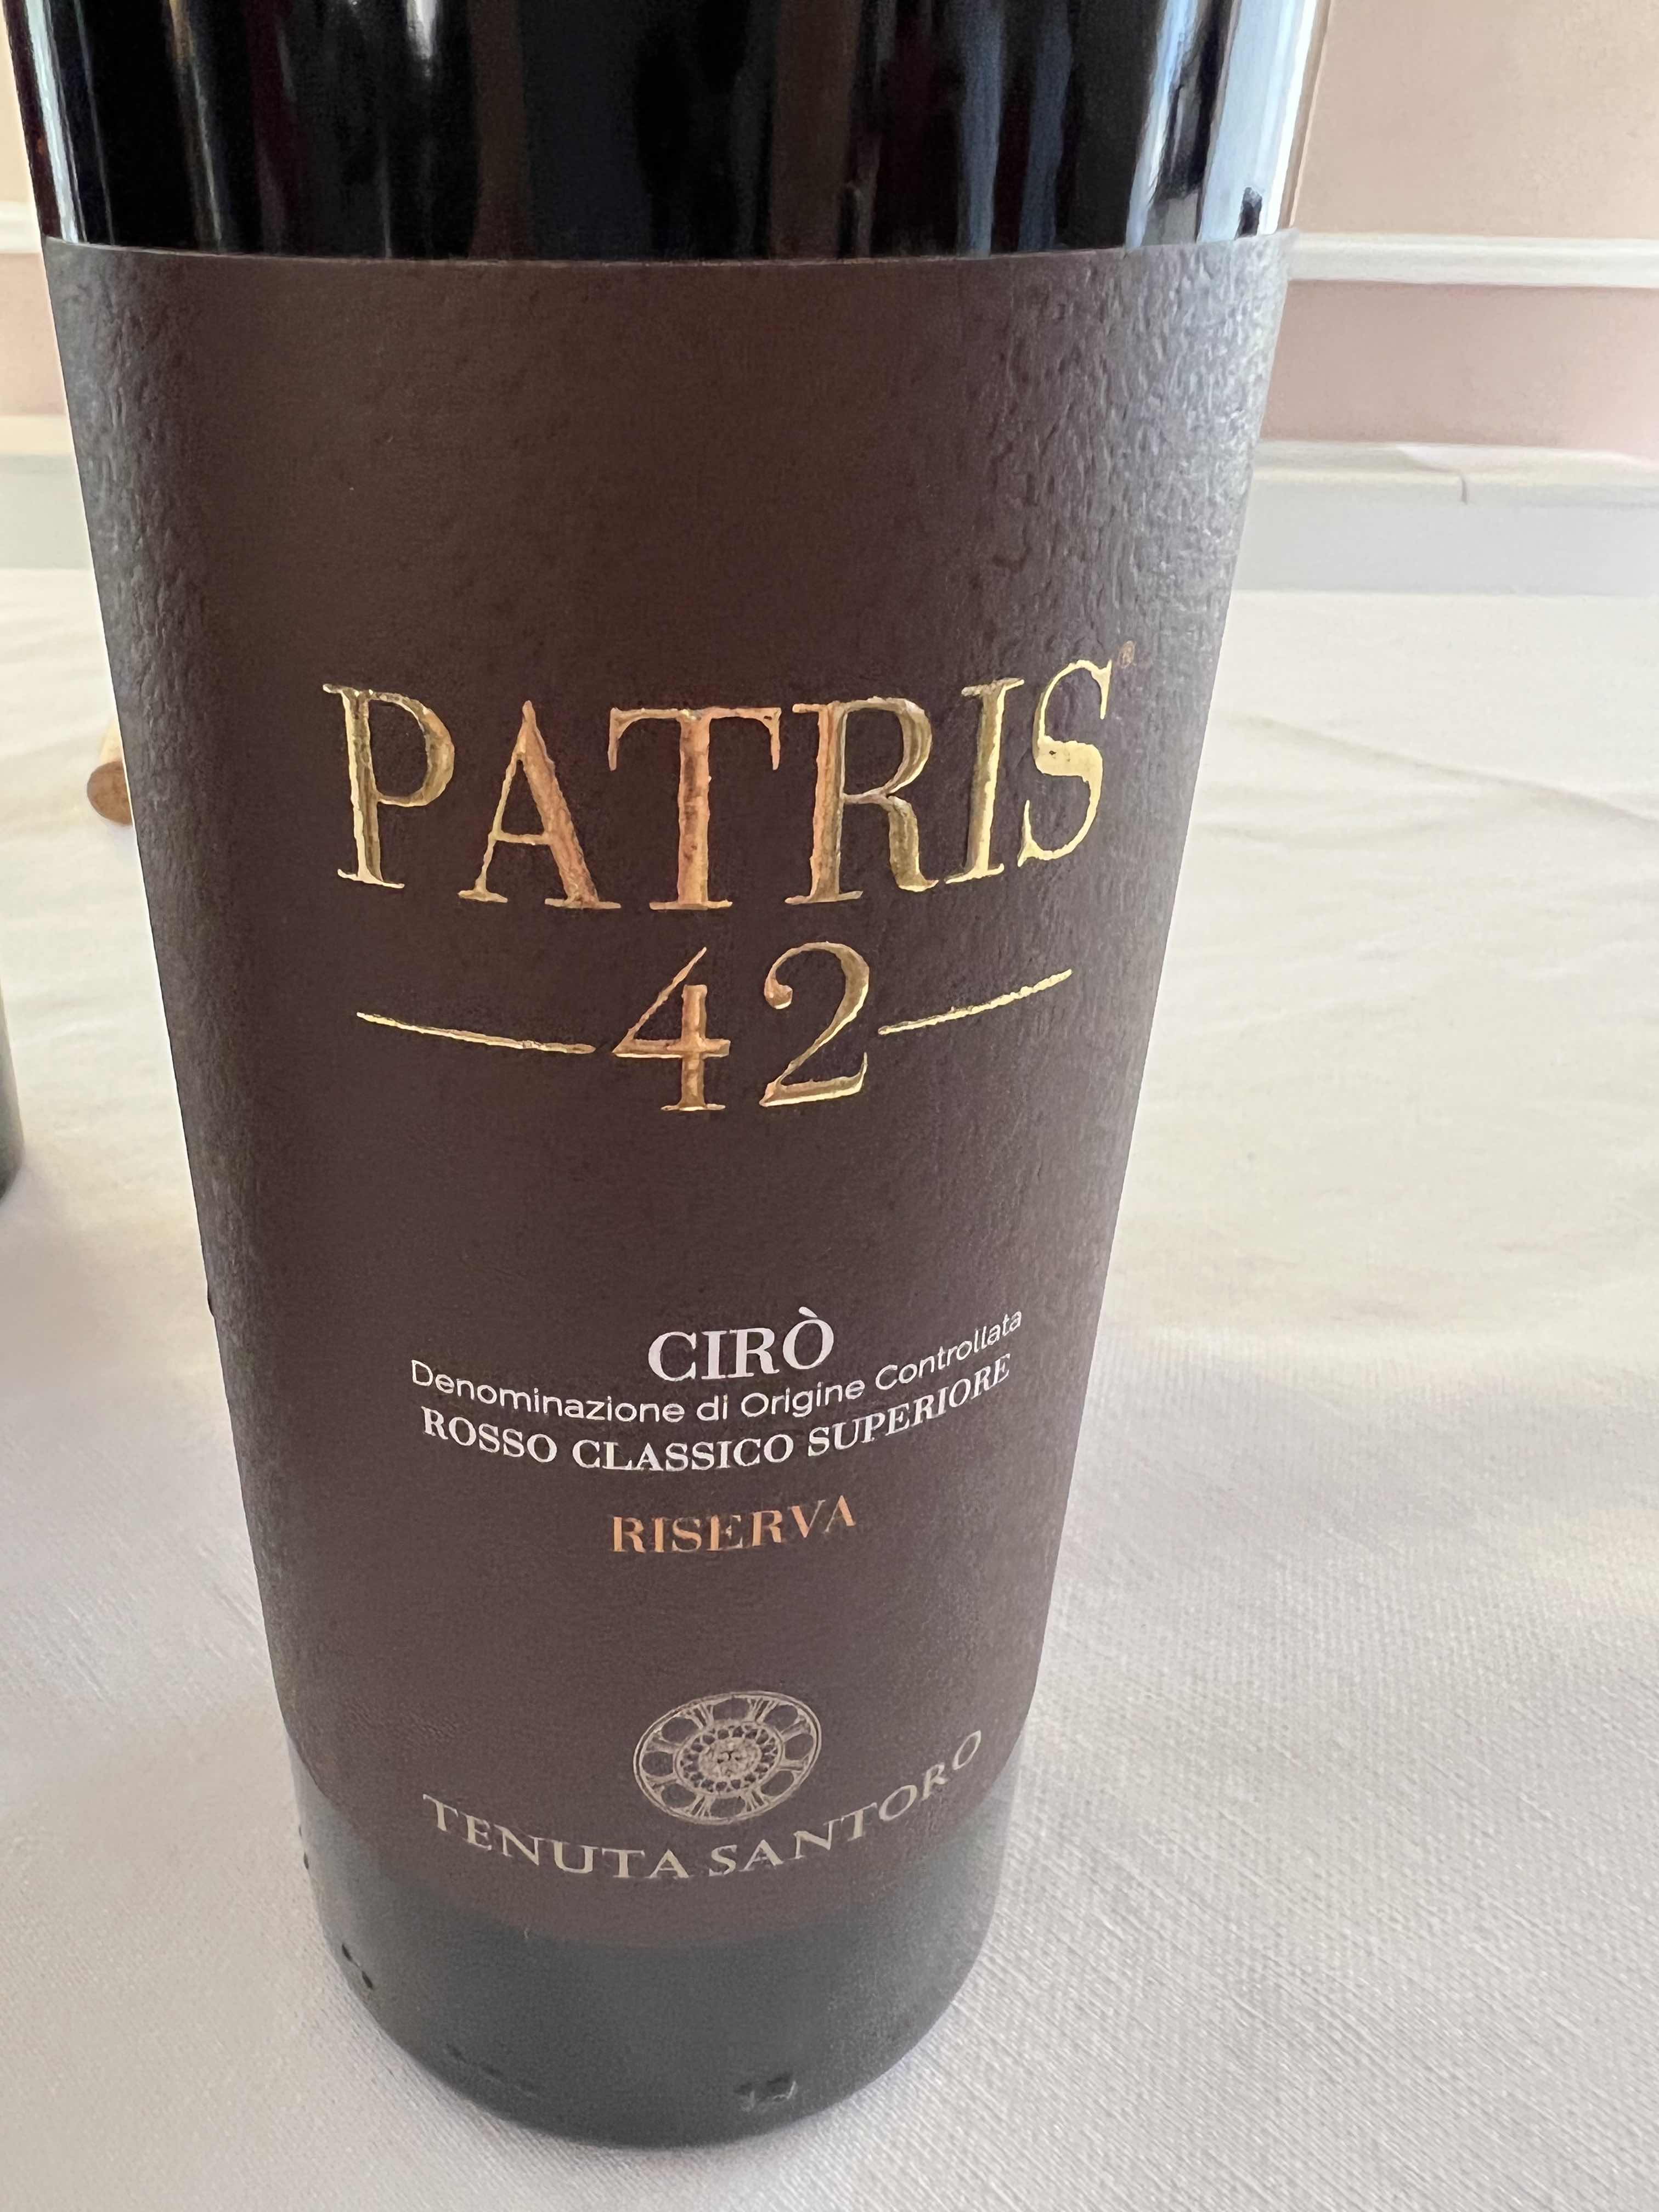 PATRIS®
42
CIRÒ
Denominazione di Origine Controllata
ROSSO CLASSICO SUPERIORE
RISERVA
TENUTA SANTORO